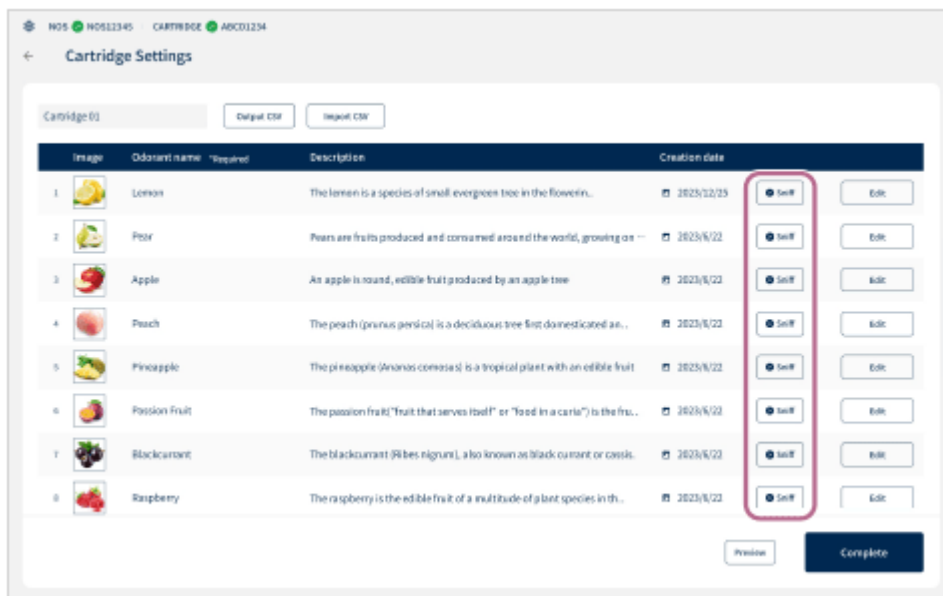 NOS NOS12345 CARTRIDGE ABCD1234
← Cartridge Settings
Cartridge 01 Output CSV Import CSV
Image Odorant name *Required Description Creation date
1 Lemon The lemon is a species of small evergreen tree in the flowerin... 2023/12/25 Sniff Edit
2 Pear Pears are fruits produced and consumed around the world, growing on ... 2023/6/22 Sniff Edit
3 Apple An apple is round, edible fruit produced by an apple tree 2023/6/22 Sniff Edit
4 Peach The peach (prunus persica) is a deciduous tree first domesticated an... 2023/6/22 Sniff Edit
5 Pineapple The pineapple (Ananas comosus) is a tropical plant with an edible fruit 2023/6/22 Sniff Edit
6 Passion Fruit The passion fruit("fruit that serves itself" or "food in a caria") is the fru... 2023/6/22 Sniff Edit
7 Blackcurrant The blackcurrant (Ribes nigrum), also known as black currant or cassis. 2023/6/22 Sniff Edit
8 Raspberry The raspberry is the edible fruit of a multitude of plant species in th... 2023/6/22 Sniff Edit
Preview Complete